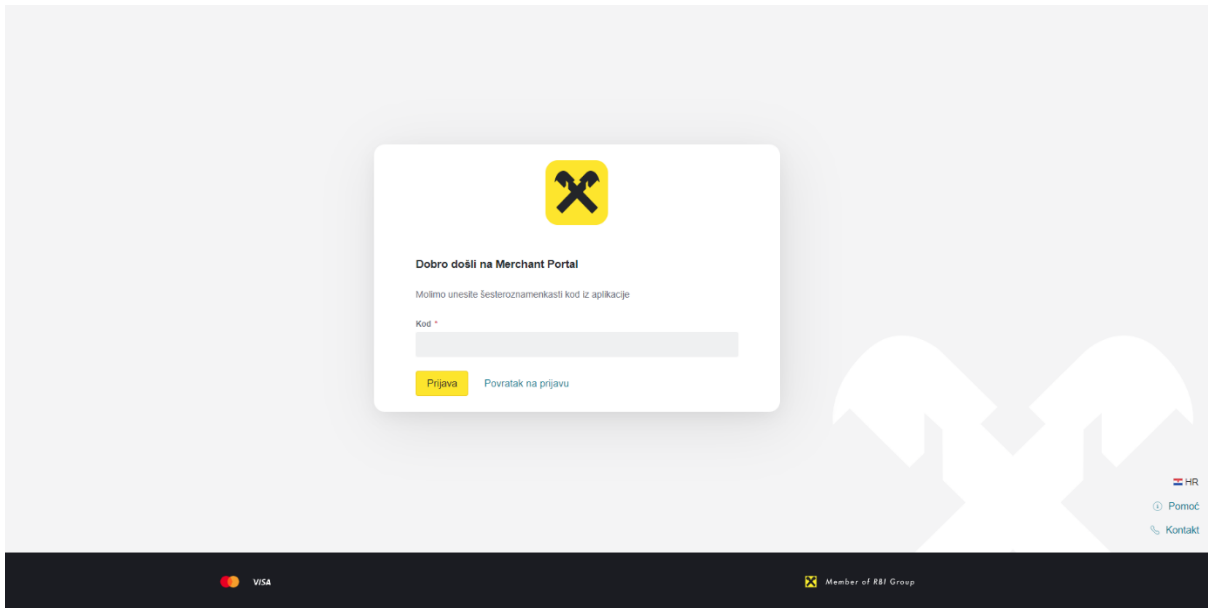 Dobro došli na Merchant Portal
Molimo unesite šesteroznamenkasti kod iz aplikacije
Kod *
Prijava
Povratak na prijavu
HR
Pomoć
Kontakt
VISA
Member of RBI Group